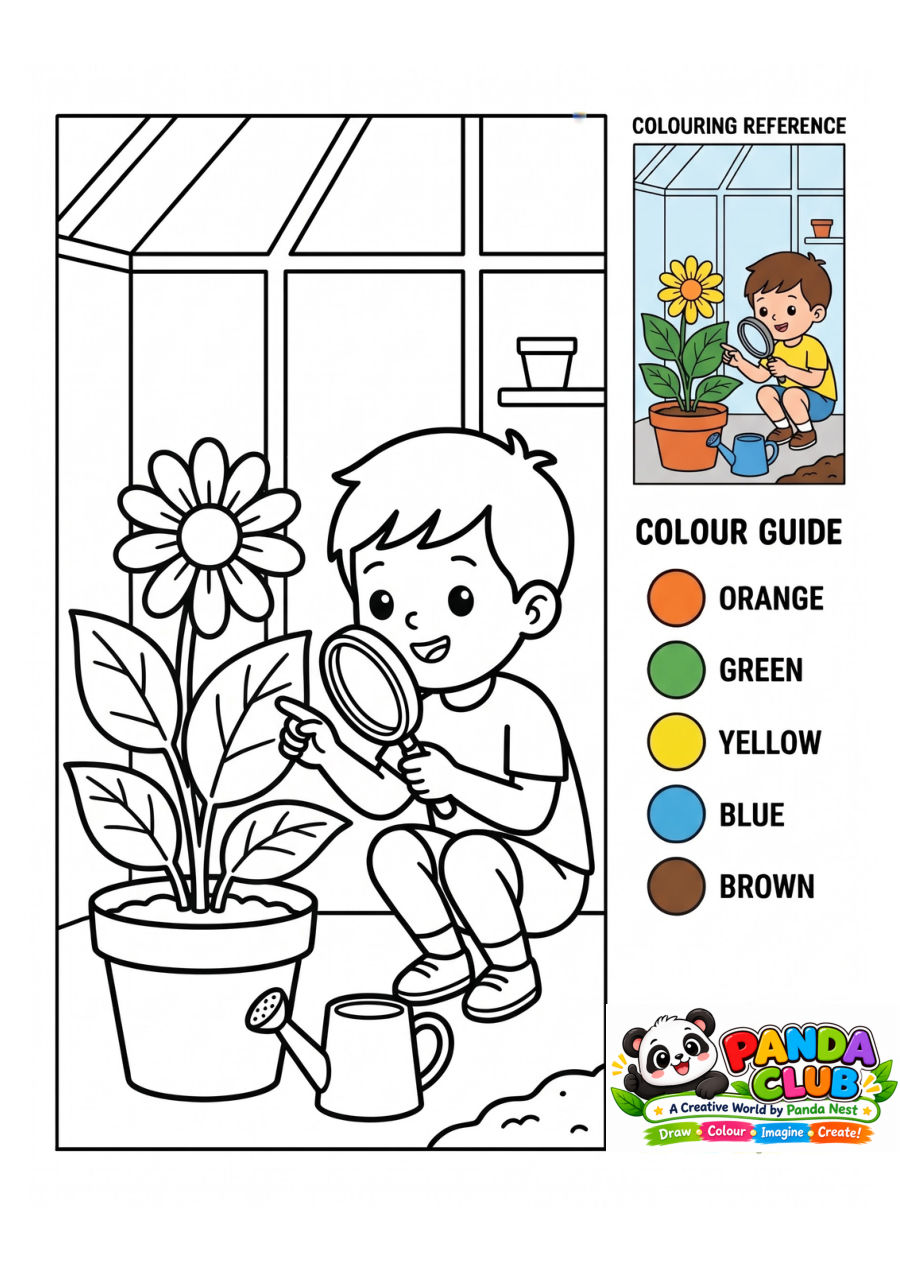 COLOURING REFERENCE
COLOUR GUIDE
ORANGE
GREEN
YELLOW
BLUE
BROWN
PANDA
CLUB
A Creative World by Panda Nest
Draw • Colour • Imagine • Create!